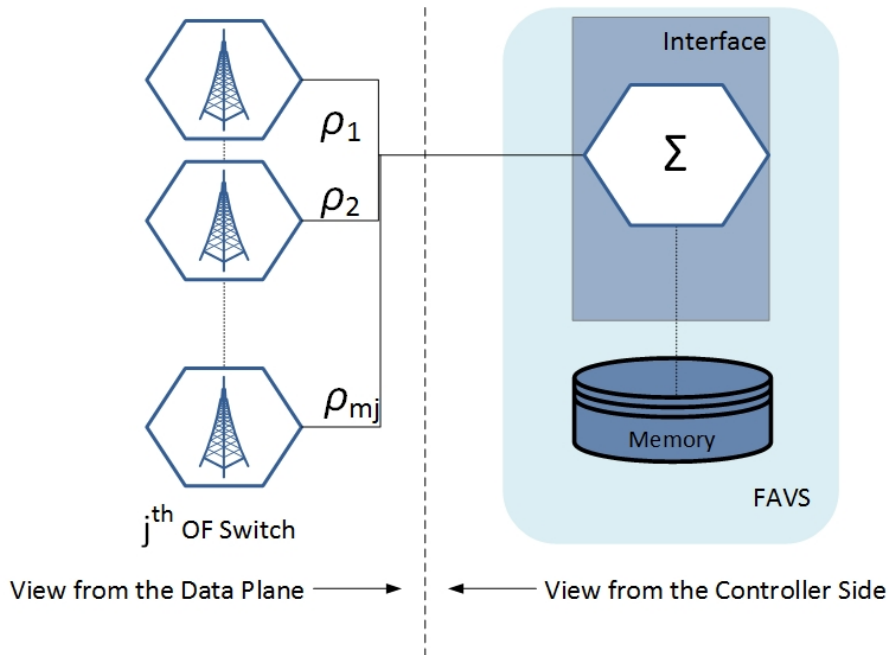 Interface
ρ1
Σ
ρ2
ρmj
Memory
FAVS
jth OF Switch
View from the Data Plane
View from the Controller Side